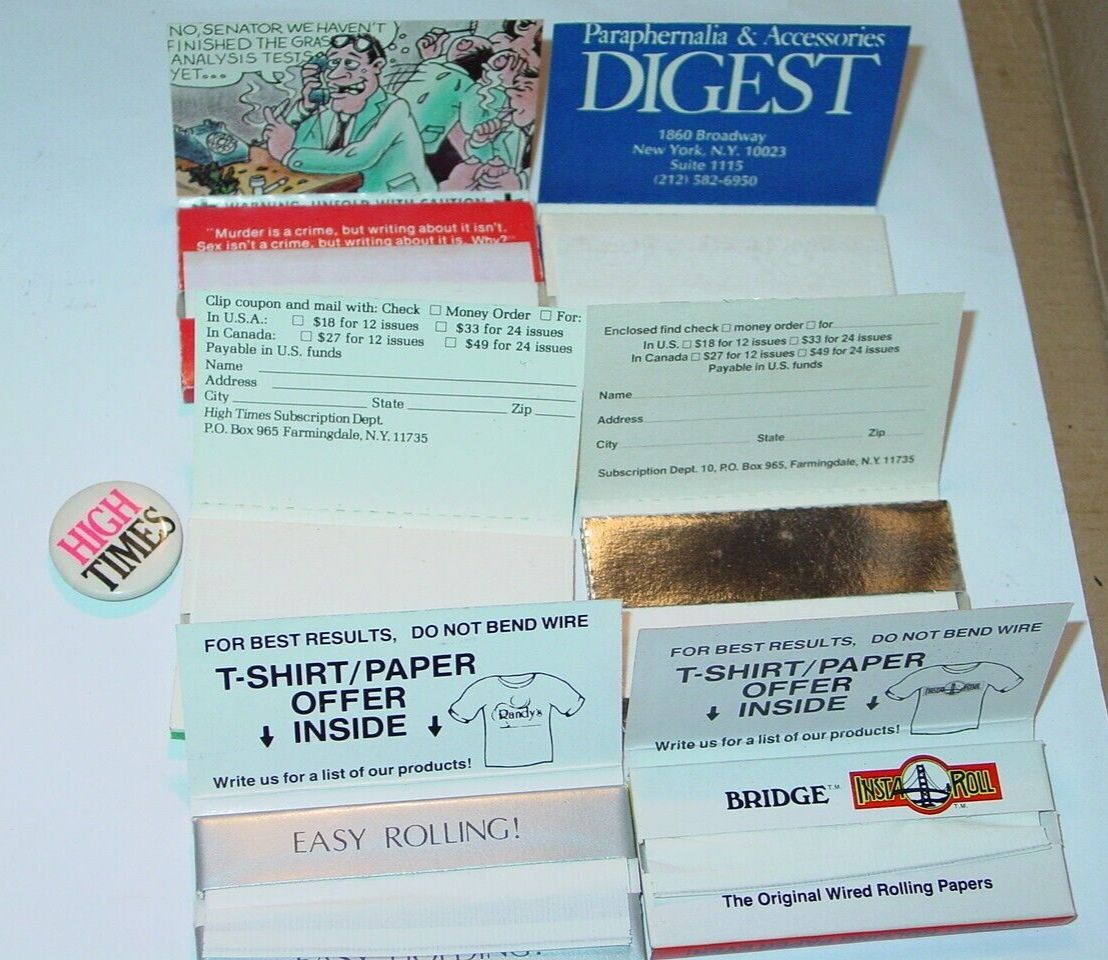 NO, SENATOR WE HAVEN'T
FINISHED THE GRASS
ANALYSIS TESTS
YET...
WARNING: UNFOLD WITH CAUTION
"Murder is a crime, but writing about it isn't.
Sex isn't a crime, but writing about it is. Why?"
Paraphernalia & Accessories
DIGEST
1860 Broadway
New York, N.Y. 10023
Suite 1115
(212) 582-6950
Clip coupon and mail with: Check □ Money Order □ For:
In U.S.A.: □ $18 for 12 issues □ $33 for 24 issues
In Canada: □ $27 for 12 issues □ $49 for 24 issues
Payable in U.S. funds
Name
Address
City State Zip
High Times Subscription Dept.
P.O. Box 965 Farmingdale, N.Y. 11735
Enclosed find check □ money order □ for
In U.S. □ $18 for 12 issues □ $33 for 24 issues
In Canada □ $27 for 12 issues □ $49 for 24 issues
Payable in U.S. funds
Name
Address
City State Zip
Subscription Dept. 10, P.O. Box 965, Farmingdale, N.Y. 11735
HIGH
TIMES
FOR BEST RESULTS, DO NOT BEND WIRE
T-SHIRT/PAPER
OFFER
↓ INSIDE ↓
Randy's
Write us for a list of our products!
EASY ROLLING!
FOR BEST RESULTS, DO NOT BEND WIRE
T-SHIRT/PAPER
OFFER
↓ INSIDE ↓
INSTA ROLL
Write us for a list of our products!
BRIDGE T.M. INSTA ROLL T.M.
The Original Wired Rolling Papers